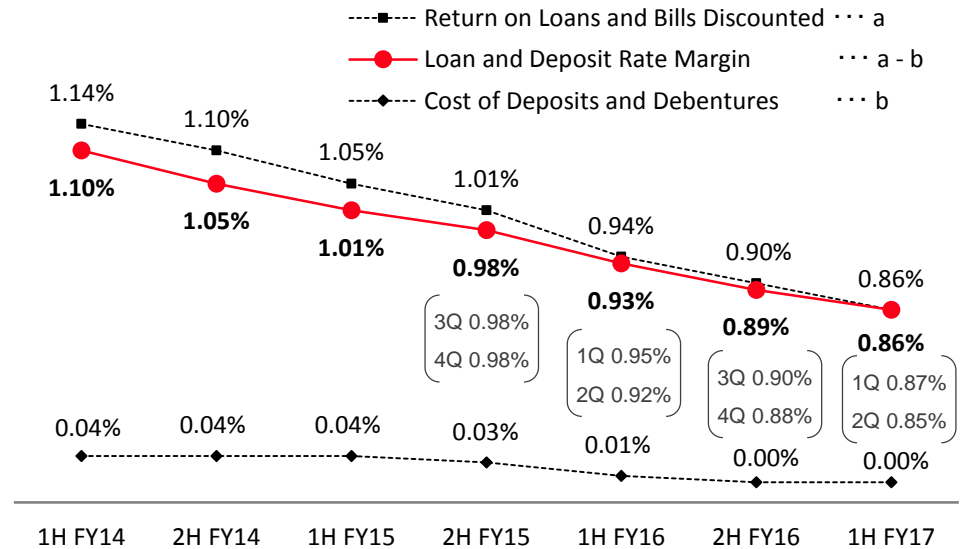 Return on Loans and Bills Discounted ··· a
Loan and Deposit Rate Margin ··· a - b
Cost of Deposits and Debentures ··· b
1.14%
1.10%
1.05%
1.01%
0.94%
0.90%
0.86%
1.10%
1.05%
1.01%
0.98%
0.93%
0.89%
0.86%
3Q 0.98%
4Q 0.98%
1Q 0.95%
2Q 0.92%
3Q 0.90%
4Q 0.88%
1Q 0.87%
2Q 0.85%
0.04%
0.04%
0.04%
0.03%
0.01%
0.00%
0.00%
1H FY14
2H FY14
1H FY15
2H FY15
1H FY16
2H FY16
1H FY17